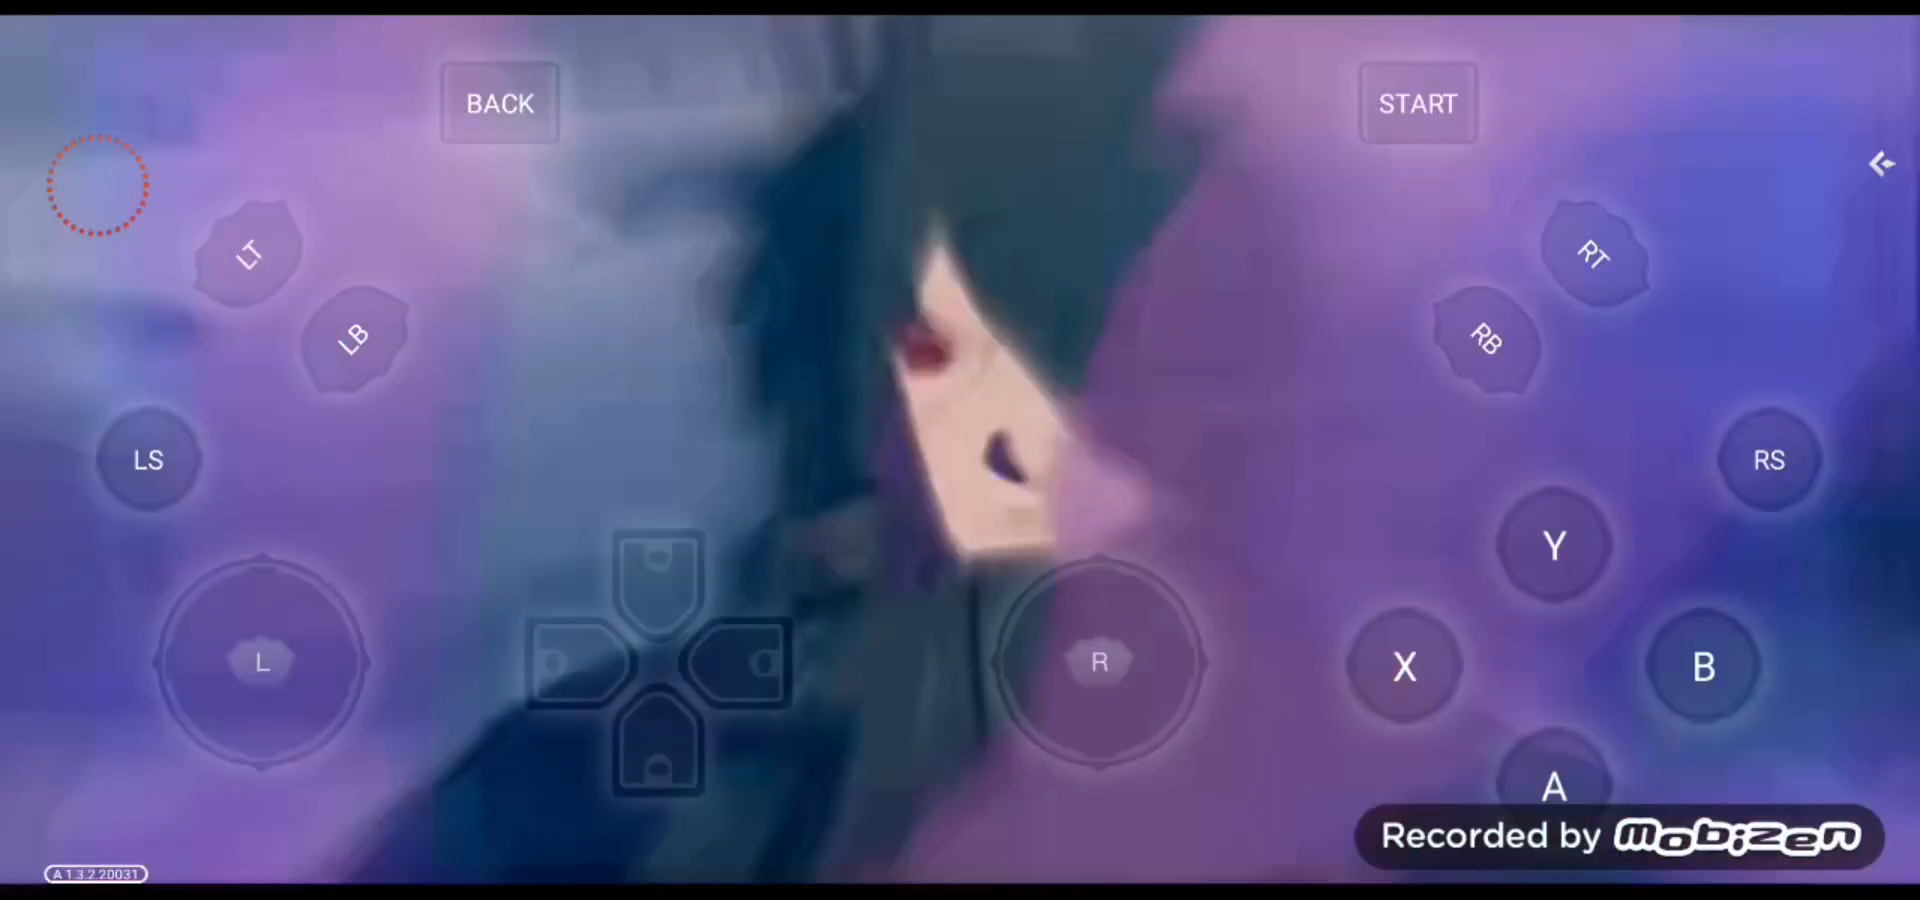 BACK
START
LT
RT
LB
RB
LS
RS
Y
L
R
X
B
A
Recorded by mobizen
A 1.3.2.20031